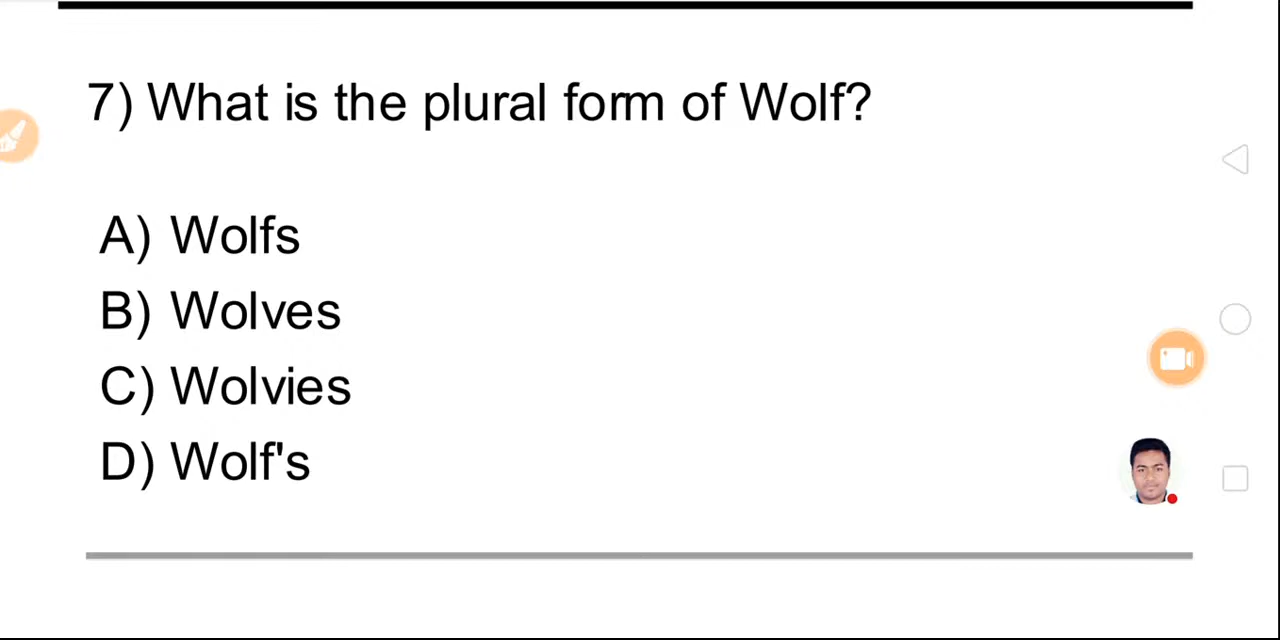 7) What is the plural form of Wolf?
A) Wolfs
B) Wolves
C) Wolvies
D) Wolf's